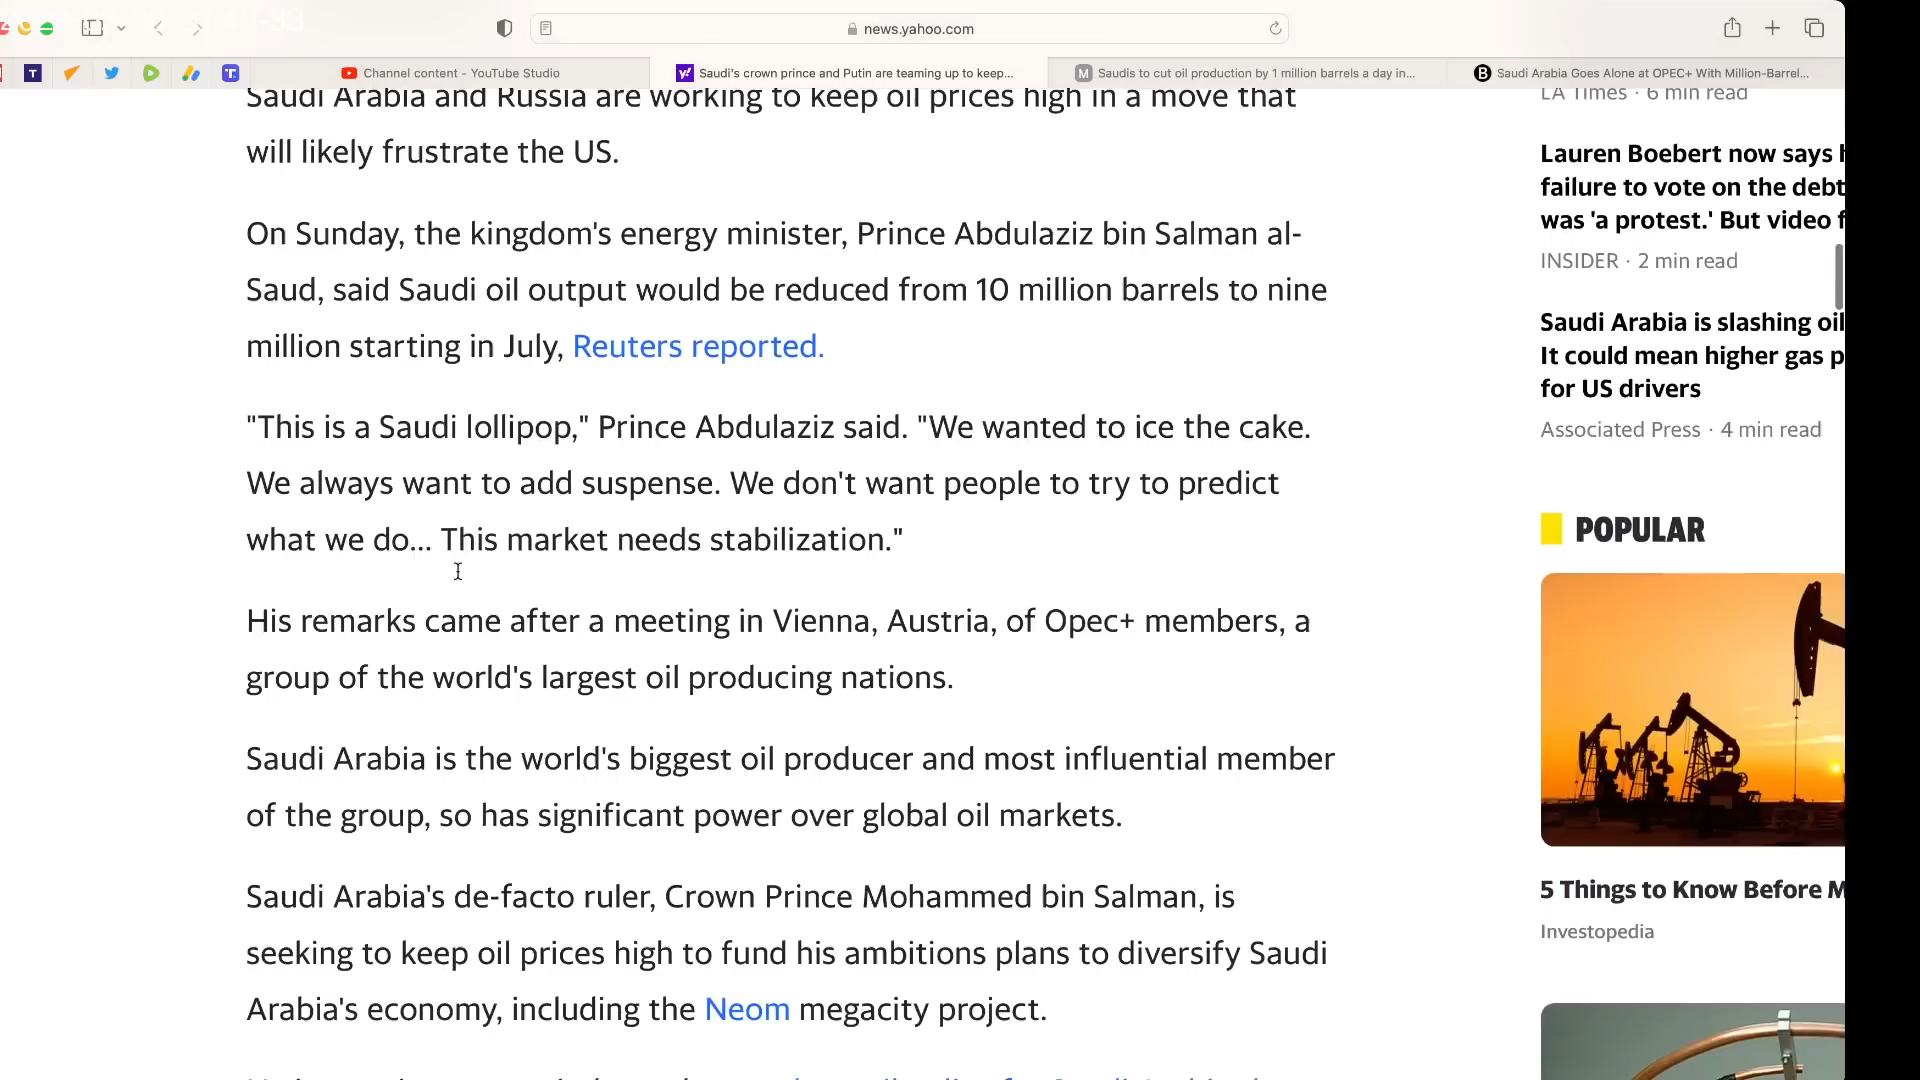 news.yahoo.com
Channel content - YouTube Studio
Saudi's crown prince and Putin are teaming up to keep...
Saudis to cut oil production by 1 million barrels a day in...
Saudi Arabia Goes Alone at OPEC+ With Million-Barrel...
Saudi Arabia and Russia are working to keep oil prices high in a move that
will likely frustrate the US.
On Sunday, the kingdom's energy minister, Prince Abdulaziz bin Salman al-
Saud, said Saudi oil output would be reduced from 10 million barrels to nine
million starting in July, Reuters reported.
"This is a Saudi lollipop," Prince Abdulaziz said. "We wanted to ice the cake.
We always want to add suspense. We don't want people to try to predict
what we do... This market needs stabilization."
His remarks came after a meeting in Vienna, Austria, of Opec+ members, a
group of the world's largest oil producing nations.
Saudi Arabia is the world's biggest oil producer and most influential member
of the group, so has significant power over global oil markets.
Saudi Arabia's de-facto ruler, Crown Prince Mohammed bin Salman, is
seeking to keep oil prices high to fund his ambitions plans to diversify Saudi
Arabia's economy, including the Neom megacity project.
LA Times · 6 min read
Lauren Boebert now says
failure to vote on the debt
was 'a protest.' But video
INSIDER · 2 min read
Saudi Arabia is slashing oil
It could mean higher gas p
for US drivers
Associated Press · 4 min read
POPULAR
5 Things to Know Before M
Investopedia